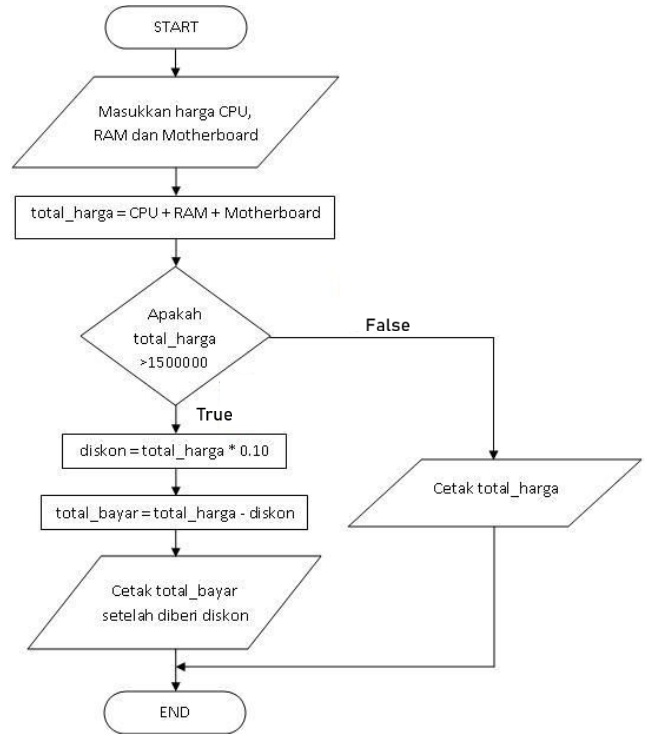 START
Masukkan harga CPU,
RAM dan Motherboard
total_harga = CPU + RAM + Motherboard
Apakah
total_harga
>1500000
False
True
diskon = total_harga * 0.10
Cetak total_harga
total_bayar = total_harga - diskon
Cetak total_bayar
setelah diberi diskon
END